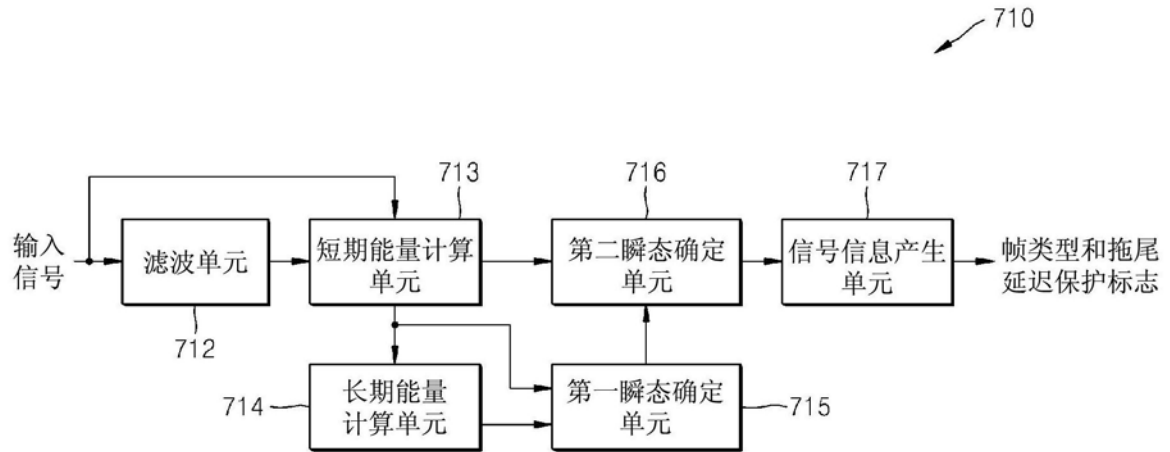 710
713
716
717
输入
信号
滤波单元
短期能量计算
单元
第二瞬态确定
单元
信号信息产生
单元
帧类型和拖尾
延迟保护标志
712
714
长期能量
计算单元
第一瞬态确定
单元
715